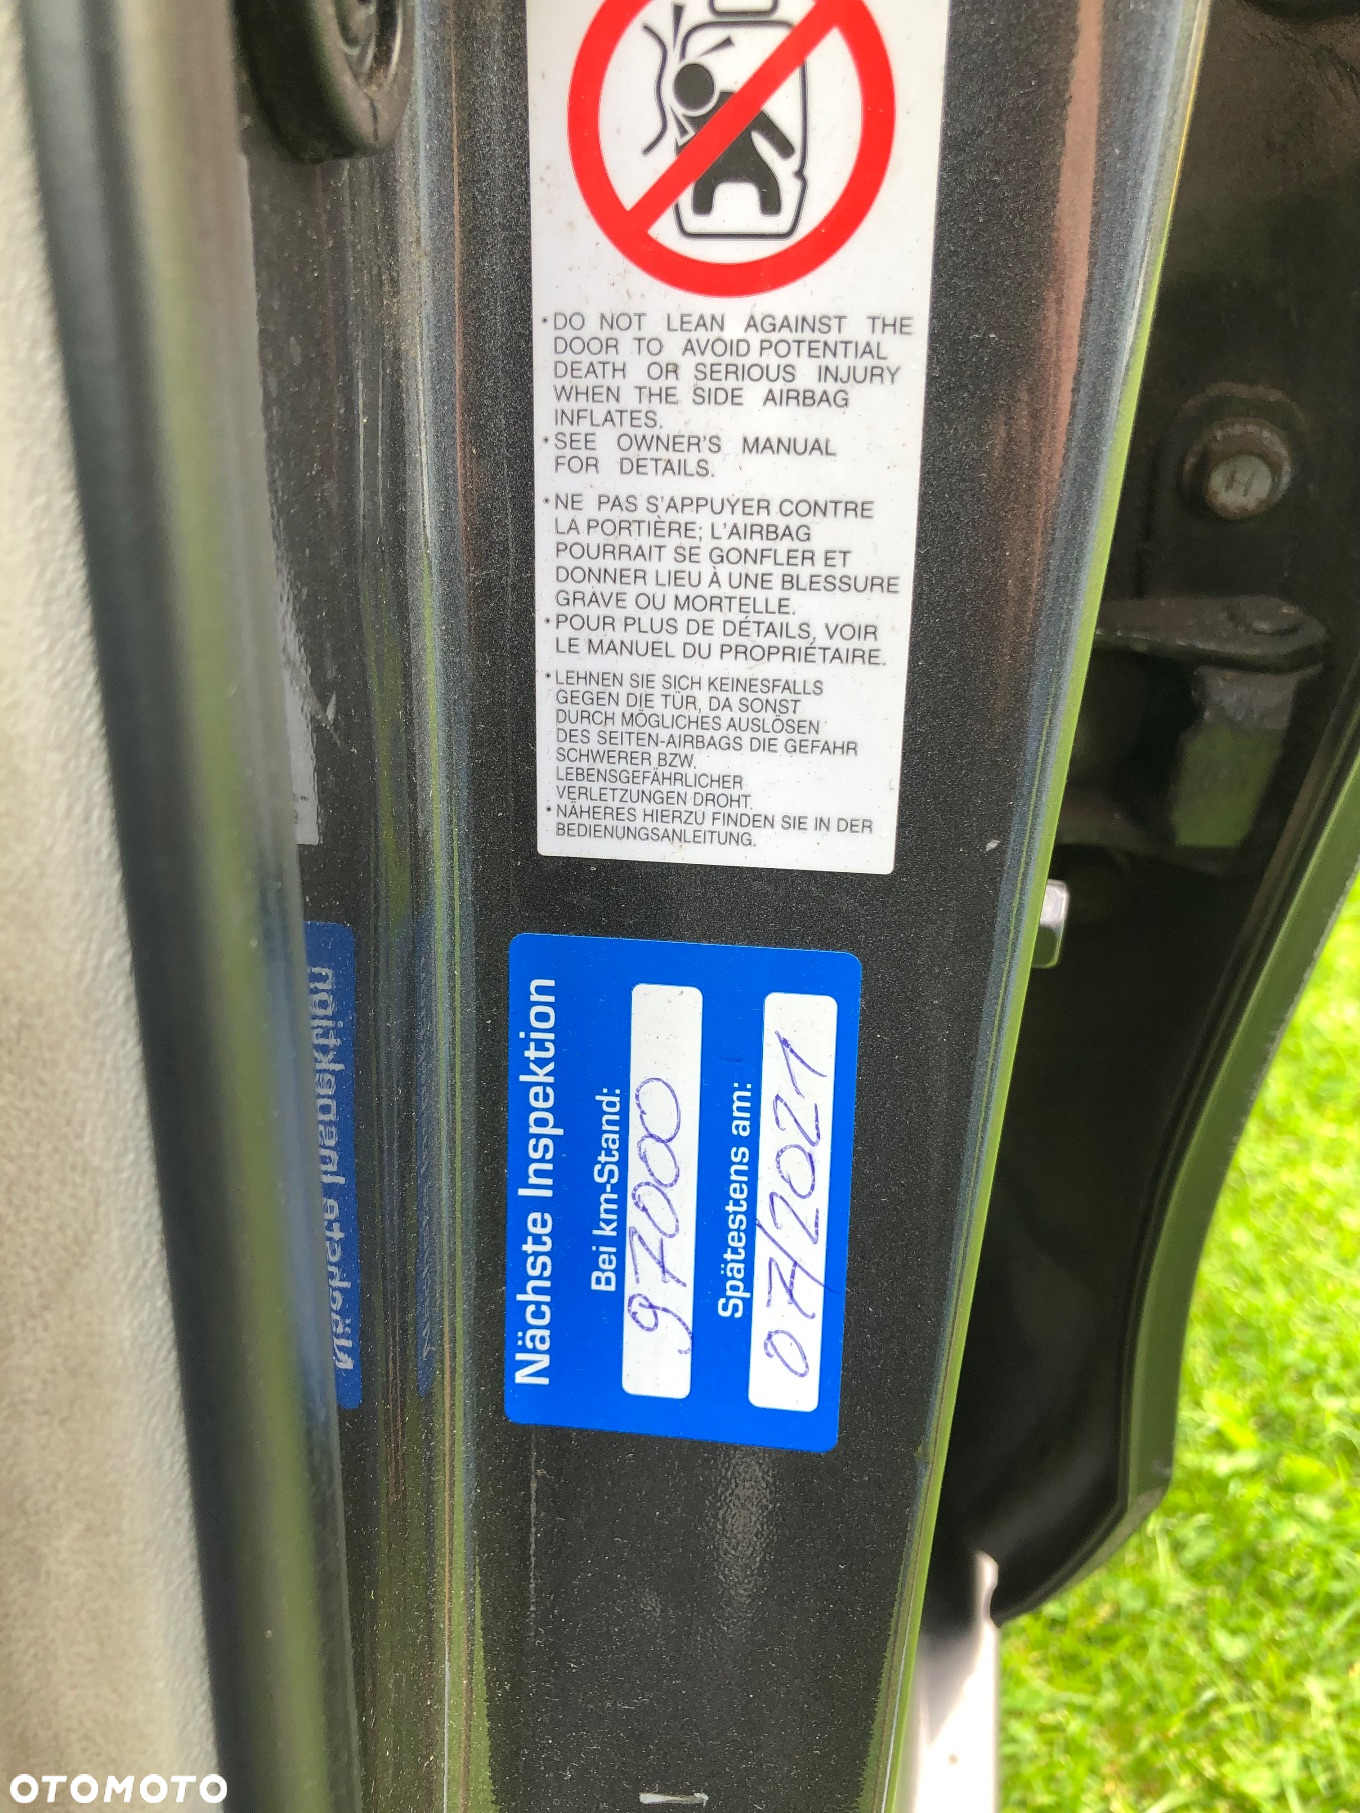 •DO NOT LEAN AGAINST THE
DOOR TO AVOID POTENTIAL
DEATH OR SERIOUS INJURY
WHEN THE SIDE AIRBAG
INFLATES.
•SEE OWNER'S MANUAL
FOR DETAILS.
•NE PAS S'APPUYER CONTRE
LA PORTIÈRE; L'AIRBAG
POURRAIT SE GONFLER ET
DONNER LIEU À UNE BLESSURE
GRAVE OU MORTELLE.
•POUR PLUS DE DÉTAILS, VOIR
LE MANUEL DU PROPRIÉTAIRE.
•LEHNEN SIE SICH KEINESFALLS
GEGEN DIE TÜR, DA SONST
DURCH MÖGLICHES AUSLÖSEN
DES SEITEN-AIRBAGS DIE GEFAHR
SCHWERER BZW.
LEBENSGEFÄHRLICHER
VERLETZUNGEN DROHT.
•NÄHERES HIERZU FINDEN SIE IN DER
BEDIENUNGSANLEITUNG.
Nächste Inspektion
Bei km-Stand:
97000
Spätestens am:
07/2021
OTOMOTO